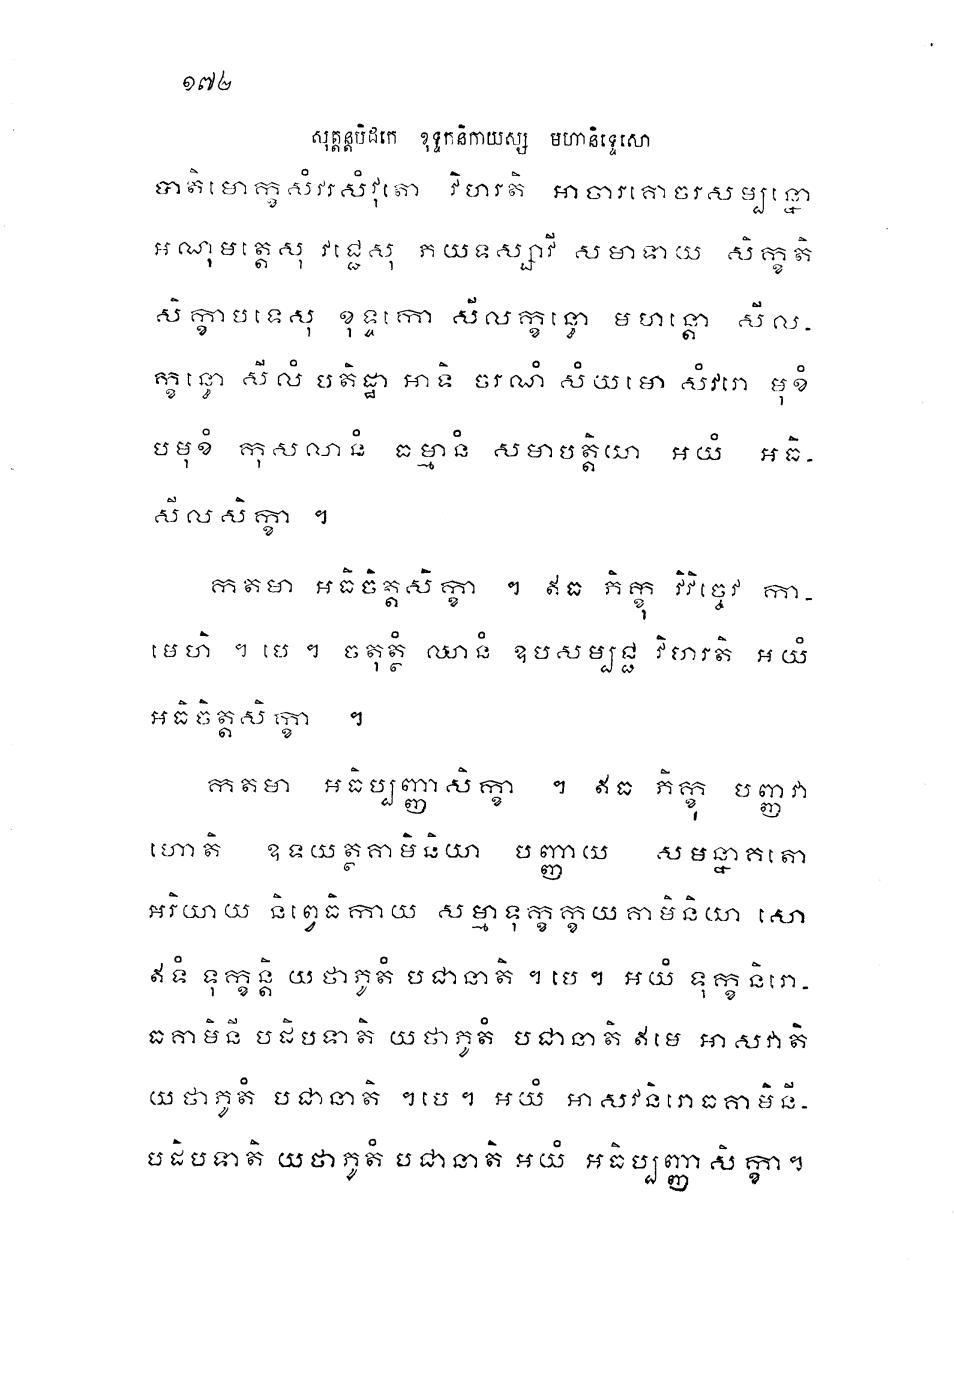 ១៧២
សុត្តន្តបិដកេ ខុទ្ទកនិកាយស្ស មហានិទ្ទេសោ
បាតិមោក្ខសំវរសំវុតោ វិហរតិ អាចារគោចរសម្បន្នោ
អណុមត្តេសុ វជ្ជេសុ ភយទស្សាវី សមាទាយ សិក្ខតិ
សិក្ខាបទេសុ ខុទ្ទកោ សីលក្ខន្ធោ មហន្តោ សីល-
ក្ខន្ធោ សីលំ បតិដ្ឋា អាទិ ចរណំ សំយមោ សំវរោ មុខំ
បមុខំ កុសលានំ ធម្មានំ សមាបត្តិយោ អយំ អធិ-
សីលសិក្ខា ។
កតមា អធិចិត្តសិក្ខា ។ ឥធ ភិក្ខុ វិវិច្ចេវ កា-
មេហិ ។ បេ ។ ចតុត្ថំ ឈានំ ឧបសម្បជ្ជ វិហរតិ អយំ
អធិចិត្តសិក្ខា ។
កតមា អធិប្បញ្ញាសិក្ខា ។ ឥធ ភិក្ខុ បញ្ញវា
ហោតិ ឧទយត្ថគាមិនិយា បញ្ញាយ សមន្នាគតោ
អរិយាយ និព្វេធិកាយ សម្មាទុក្ខក្ខយគាមិនិយា សោ
ឥទំ ទុក្ខន្តិ យថាភូតំ បជានាតិ ។ បេ ។ អយំ ទុក្ខនិរោ-
ធគាមិនី បដិបទាតិ យថាភូតំ បជានាតិ ឥមេ អាសវាតិ
យថាភូតំ បជានាតិ ។ បេ ។ អយំ អាសវនិរោធគាមិនី-
បដិបទាតិ យថាភូតំ បជានាតិ អយំ អធិប្បញ្ញាសិក្ខា ។